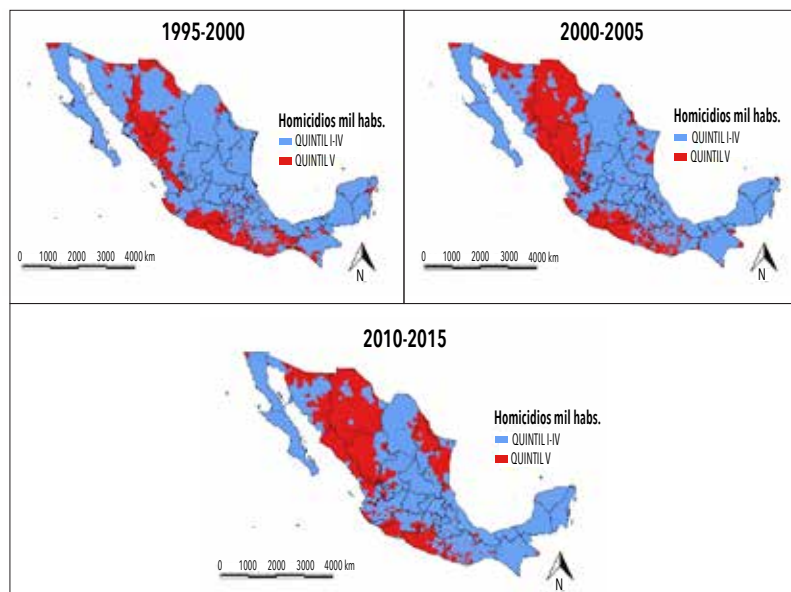 1995-2000
Homicidios mil habs.
QUINTIL I-IV
QUINTIL V
0 1000 2000 3000 4000 km
N
2000-2005
Homicidios mil habs.
QUINTIL I-IV
QUINTIL V
0 1000 2000 3000 4000 km
N
2010-2015
Homicidios mil habs.
QUINTIL I-IV
QUINTIL V
0 1000 2000 3000 4000 km
N